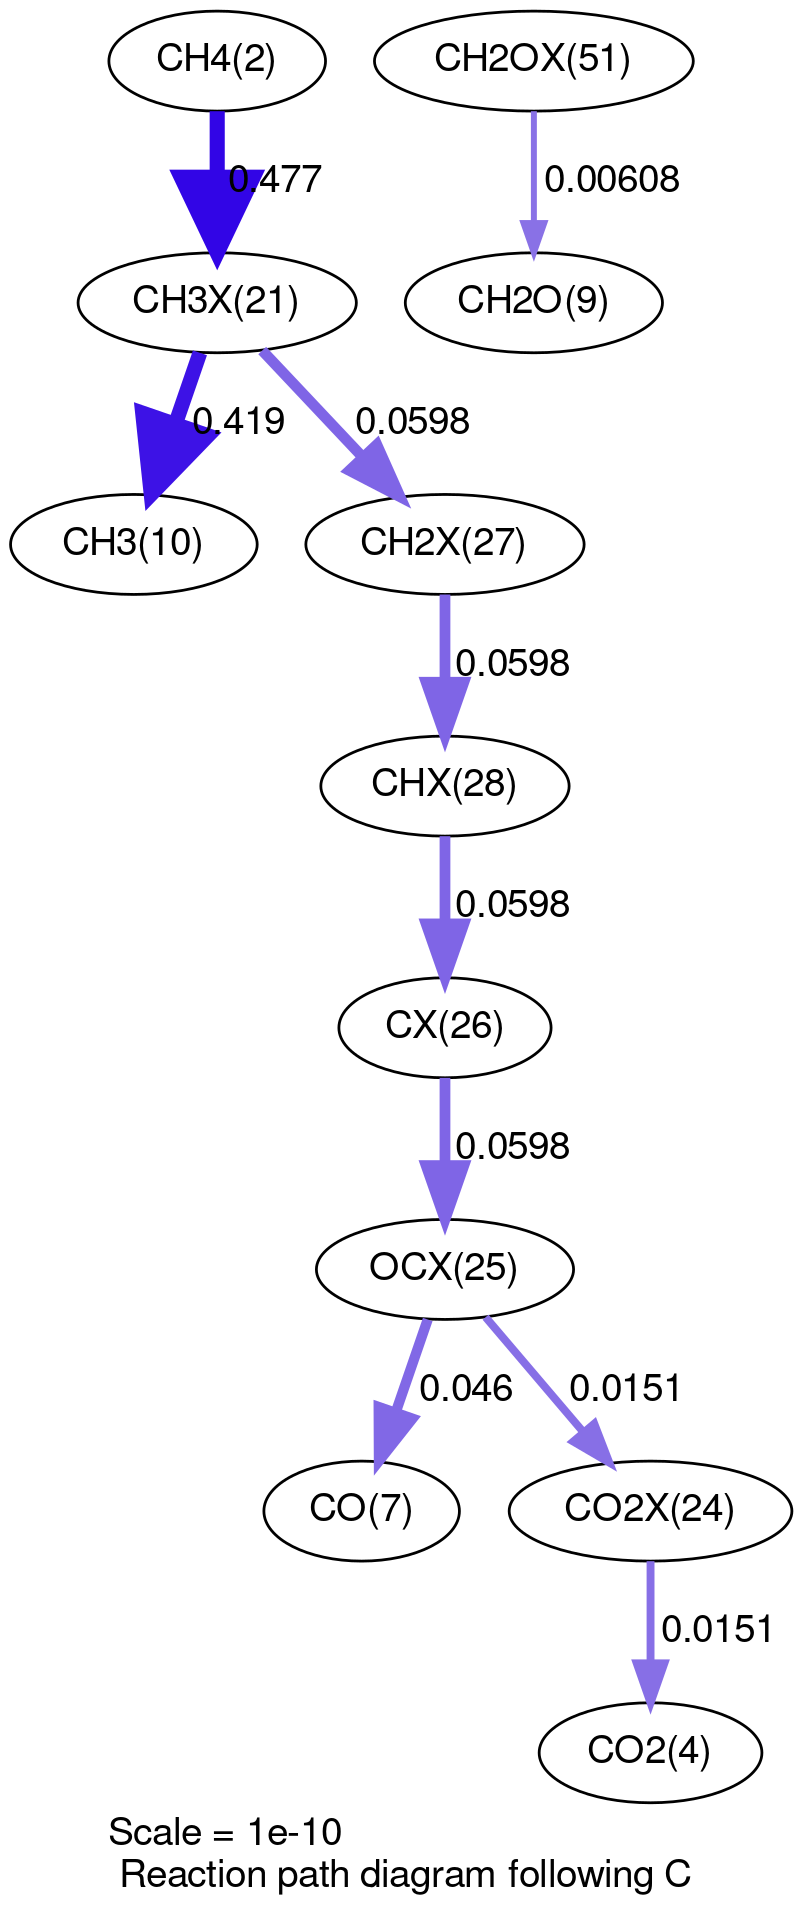 CH4(2)
CH2OX(51)
0.477
0.00608
CH3X(21)
CH2O(9)
0.419
0.0598
CH3(10)
CH2X(27)
0.0598
CHX(28)
0.0598
CX(26)
0.0598
OCX(25)
0.046
0.0151
CO(7)
CO2X(24)
0.0151
CO2(4)
Scale = 1e-10
Reaction path diagram following C